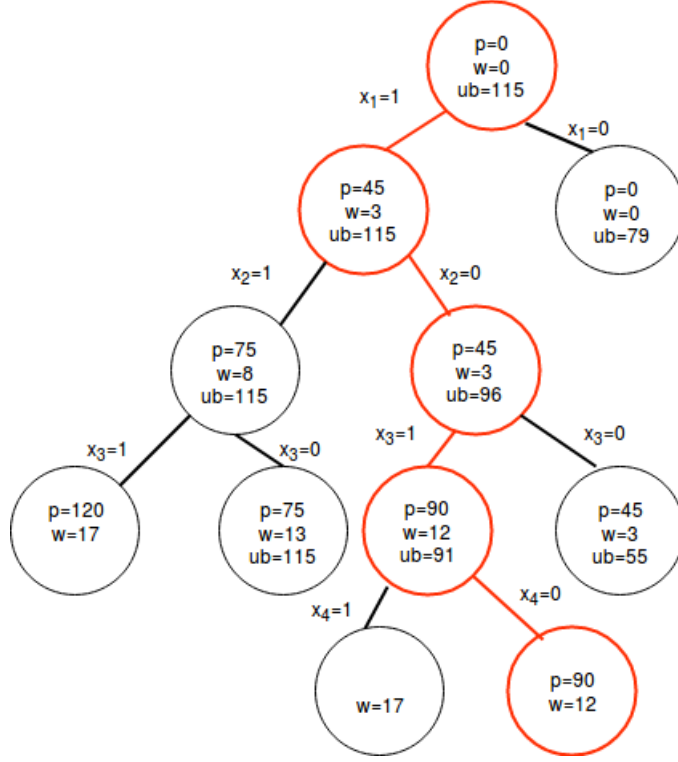 p=0
w=0
ub=115
x1=1
x1=0
p=45
w=3
ub=115
p=0
w=0
ub=79
x2=1
x2=0
p=75
w=8
ub=115
p=45
w=3
ub=96
x3=1
x3=0
x3=1
x3=0
p=120
w=17
p=75
w=13
ub=115
p=90
w=12
ub=91
p=45
w=3
ub=55
x4=1
x4=0
w=17
p=90
w=12